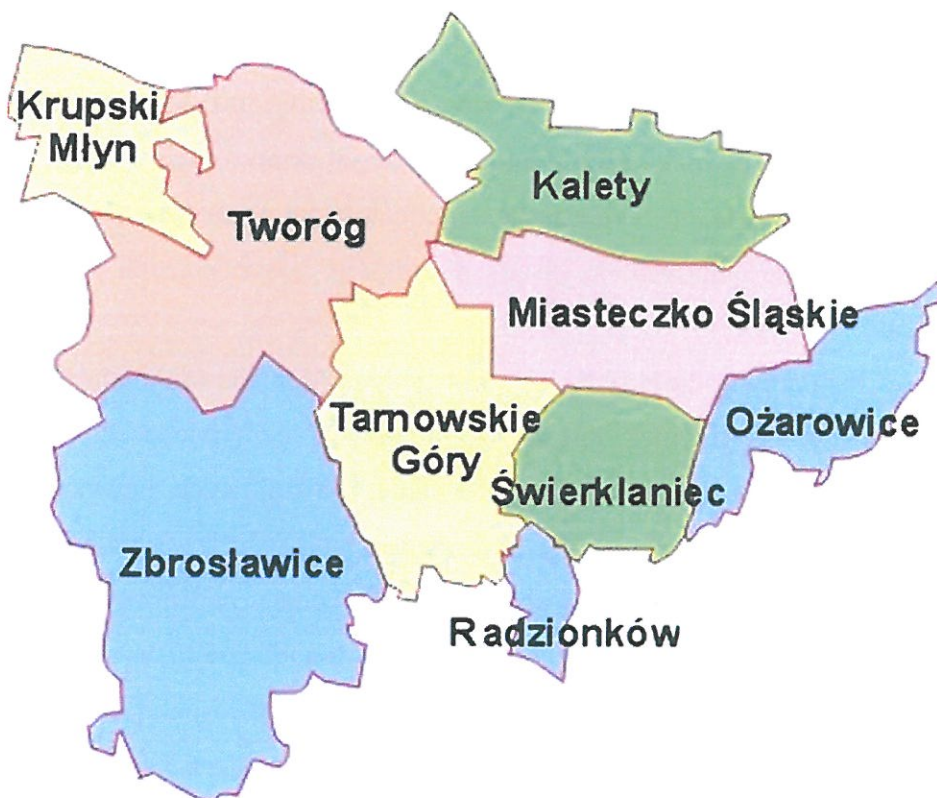 Krupski
Młyn
Kalety
Tworóg
Miasteczko Śląskie
Tarnowskie
Góry
Ożarowice
Świerklaniec
Zbrosławice
Radzionków